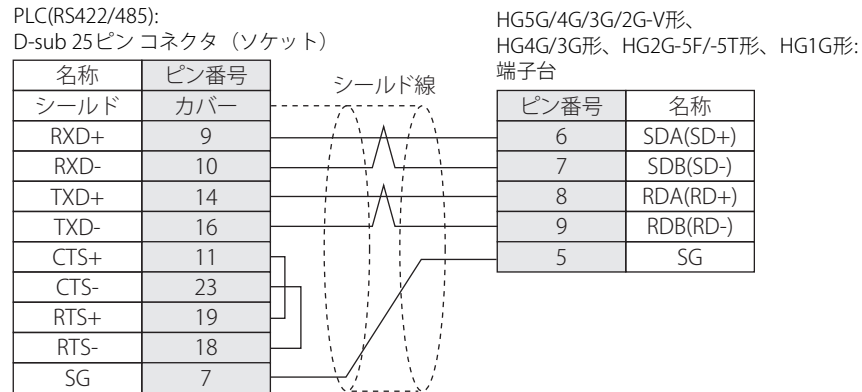 PLC(RS422/485):
D-sub 25ピン コネクタ（ソケット）
名称 ピン番号
シールド カバー
RXD+ 9
RXD- 10
TXD+ 14
TXD- 16
CTS+ 11
CTS- 23
RTS+ 19
RTS- 18
SG 7
シールド線
HG5G/4G/3G/2G-V形、
HG4G/3G形、HG2G-5F/-5T形、HG1G形:
端子台
ピン番号 名称
6 SDA(SD+)
7 SDB(SD-)
8 RDA(RD+)
9 RDB(RD-)
5 SG